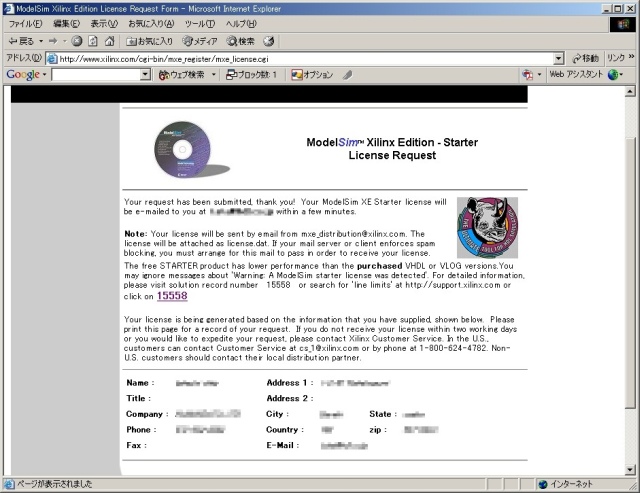 ModelSim Xilinx Edition License Request Form - Microsoft Internet Explorer
ファイル(F) 編集(E) 表示(V) お気に入り(A) ツール(T) ヘルプ(H)
戻る お気に入り メディア 検索
アドレス(D) http://www.xilinx.com/cgi-bin/mxe_register/mxe_license.cgi 移動 リンク »
Google ウェブ検索 ブロック数: 1 オプション Web アシスタント
ModelSim™ Xilinx Edition - Starter
License Request
Your request has been submitted, thank you! Your ModelSim XE Starter license will
be e-mailed to you at within a few minutes.
Note: Your license will be sent by email from mxe_distribution@xilinx.com. The
license will be attached as license.dat. If your mail server or client enforces spam
blocking, you must arrange for this mail to pass in order to receive your license.
The free STARTER product has lower performance than the purchased VHDL or VLOG versions.You
may ignore messages about 'Warning: A ModelSim starter license was detected'. For detailed information,
please visit solution record number 15558 or search for 'line limits' at http://support.xilinx.com or
click on 15558
Your license is being generated based on the information that you have supplied, shown below. Please
print this page for a record of your request. If you do not receive your license within two working days
or you would like to expedite your request, please contact Xilinx Customer Service. In the U.S.,
customers can contact Customer Service at cs_1@xilinx.com or by phone at 1-800-624-4782. Non-
U.S. customers should contact their local distribution partner.
Name : Address 1 :
Title : Address 2 :
Company : City : State :
Phone : Country : zip :
Fax : E-Mail :
ページが表示されました インターネット